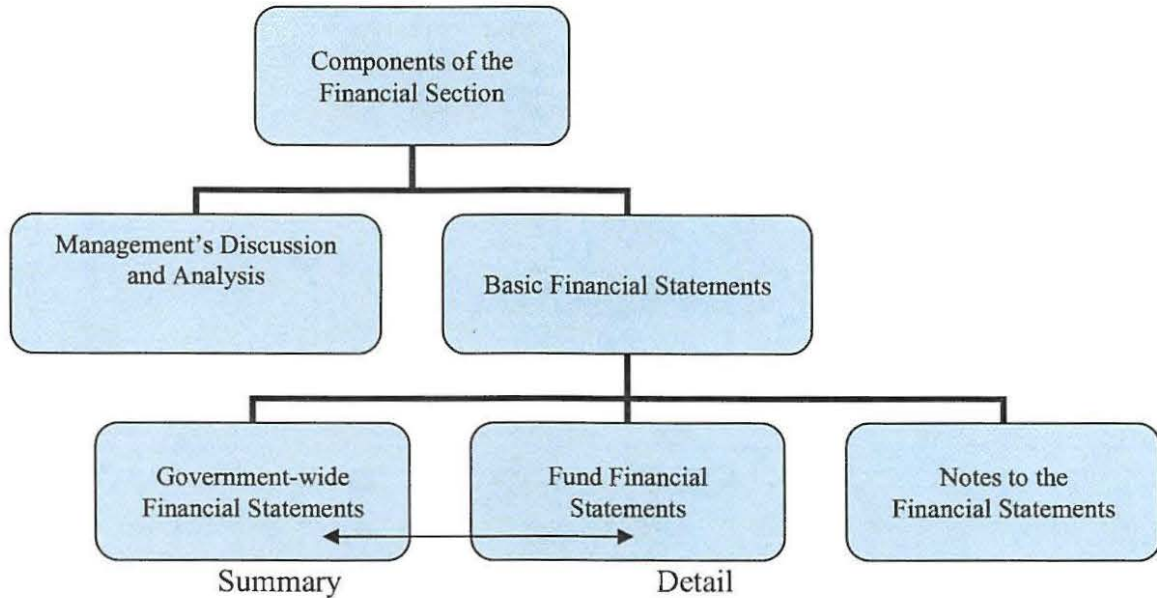 Components of the
Financial Section
Management's Discussion
and Analysis
Basic Financial Statements
Government-wide
Financial Statements
Fund Financial
Statements
Notes to the
Financial Statements
Summary
Detail